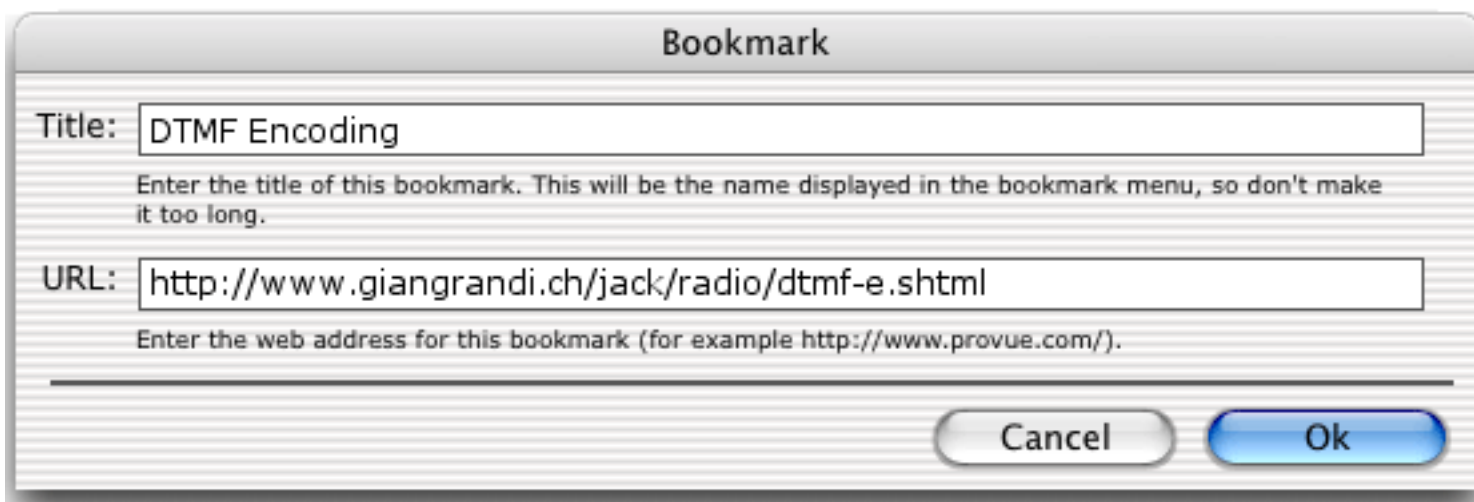 Bookmark
Title: DTMF Encoding
Enter the title of this bookmark. This will be the name displayed in the bookmark menu, so don't make
it too long.
URL: http://www.giangrandi.ch/jack/radio/dtmf-e.shtml
Enter the web address for this bookmark (for example http://www.provue.com/).
Cancel Ok